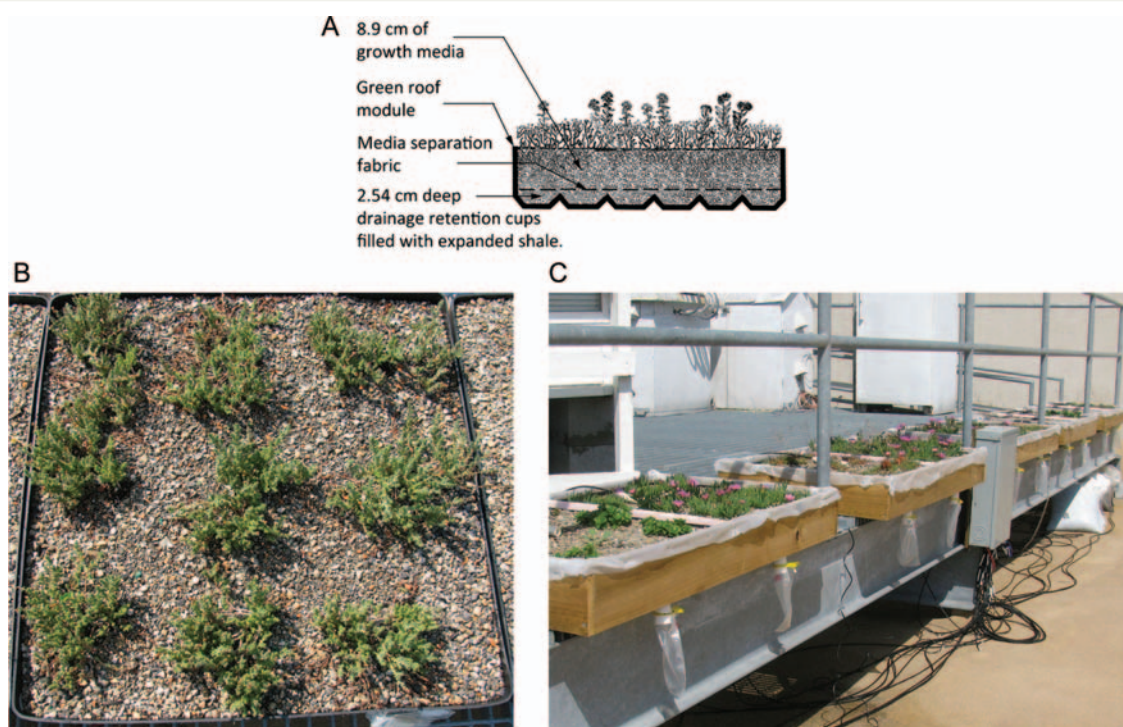 A
8.9 cm of
growth media
Green roof
module
Media separation
fabric
2.54 cm deep
drainage retention cups
filled with expanded shale.
B
C